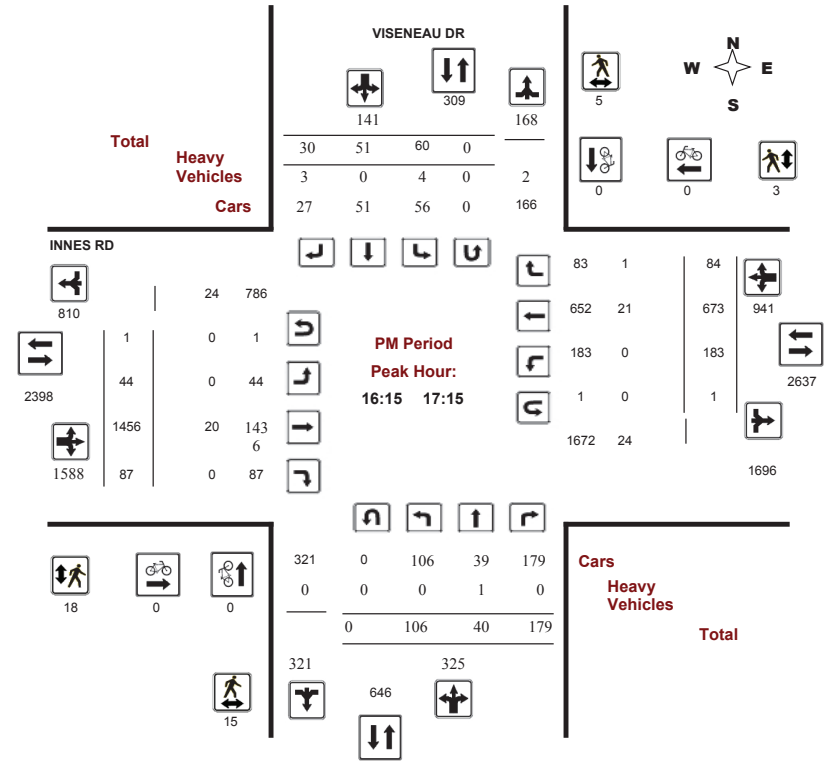 VISENEAU DR
N
W E
S
309
5
141 168
Total
30 51 60 0
Heavy
Vehicles
3 0 4 0 2
Cars
27 51 56 0 166
0 0 3
INNES RD
810
24 786
83 1 84
941
652 21 673
1 0 1
PM Period
2398
44 0 44
Peak Hour:
183 0 183
2637
16:15 17:15
1 0 1
1456 20 143
6
1672 24
1588 87 0 87
1696
321 0 106 39 179
Cars
0 0 0 1 0
Heavy
Vehicles
18 0 0
0 106 40 179
Total
321 325
646
15